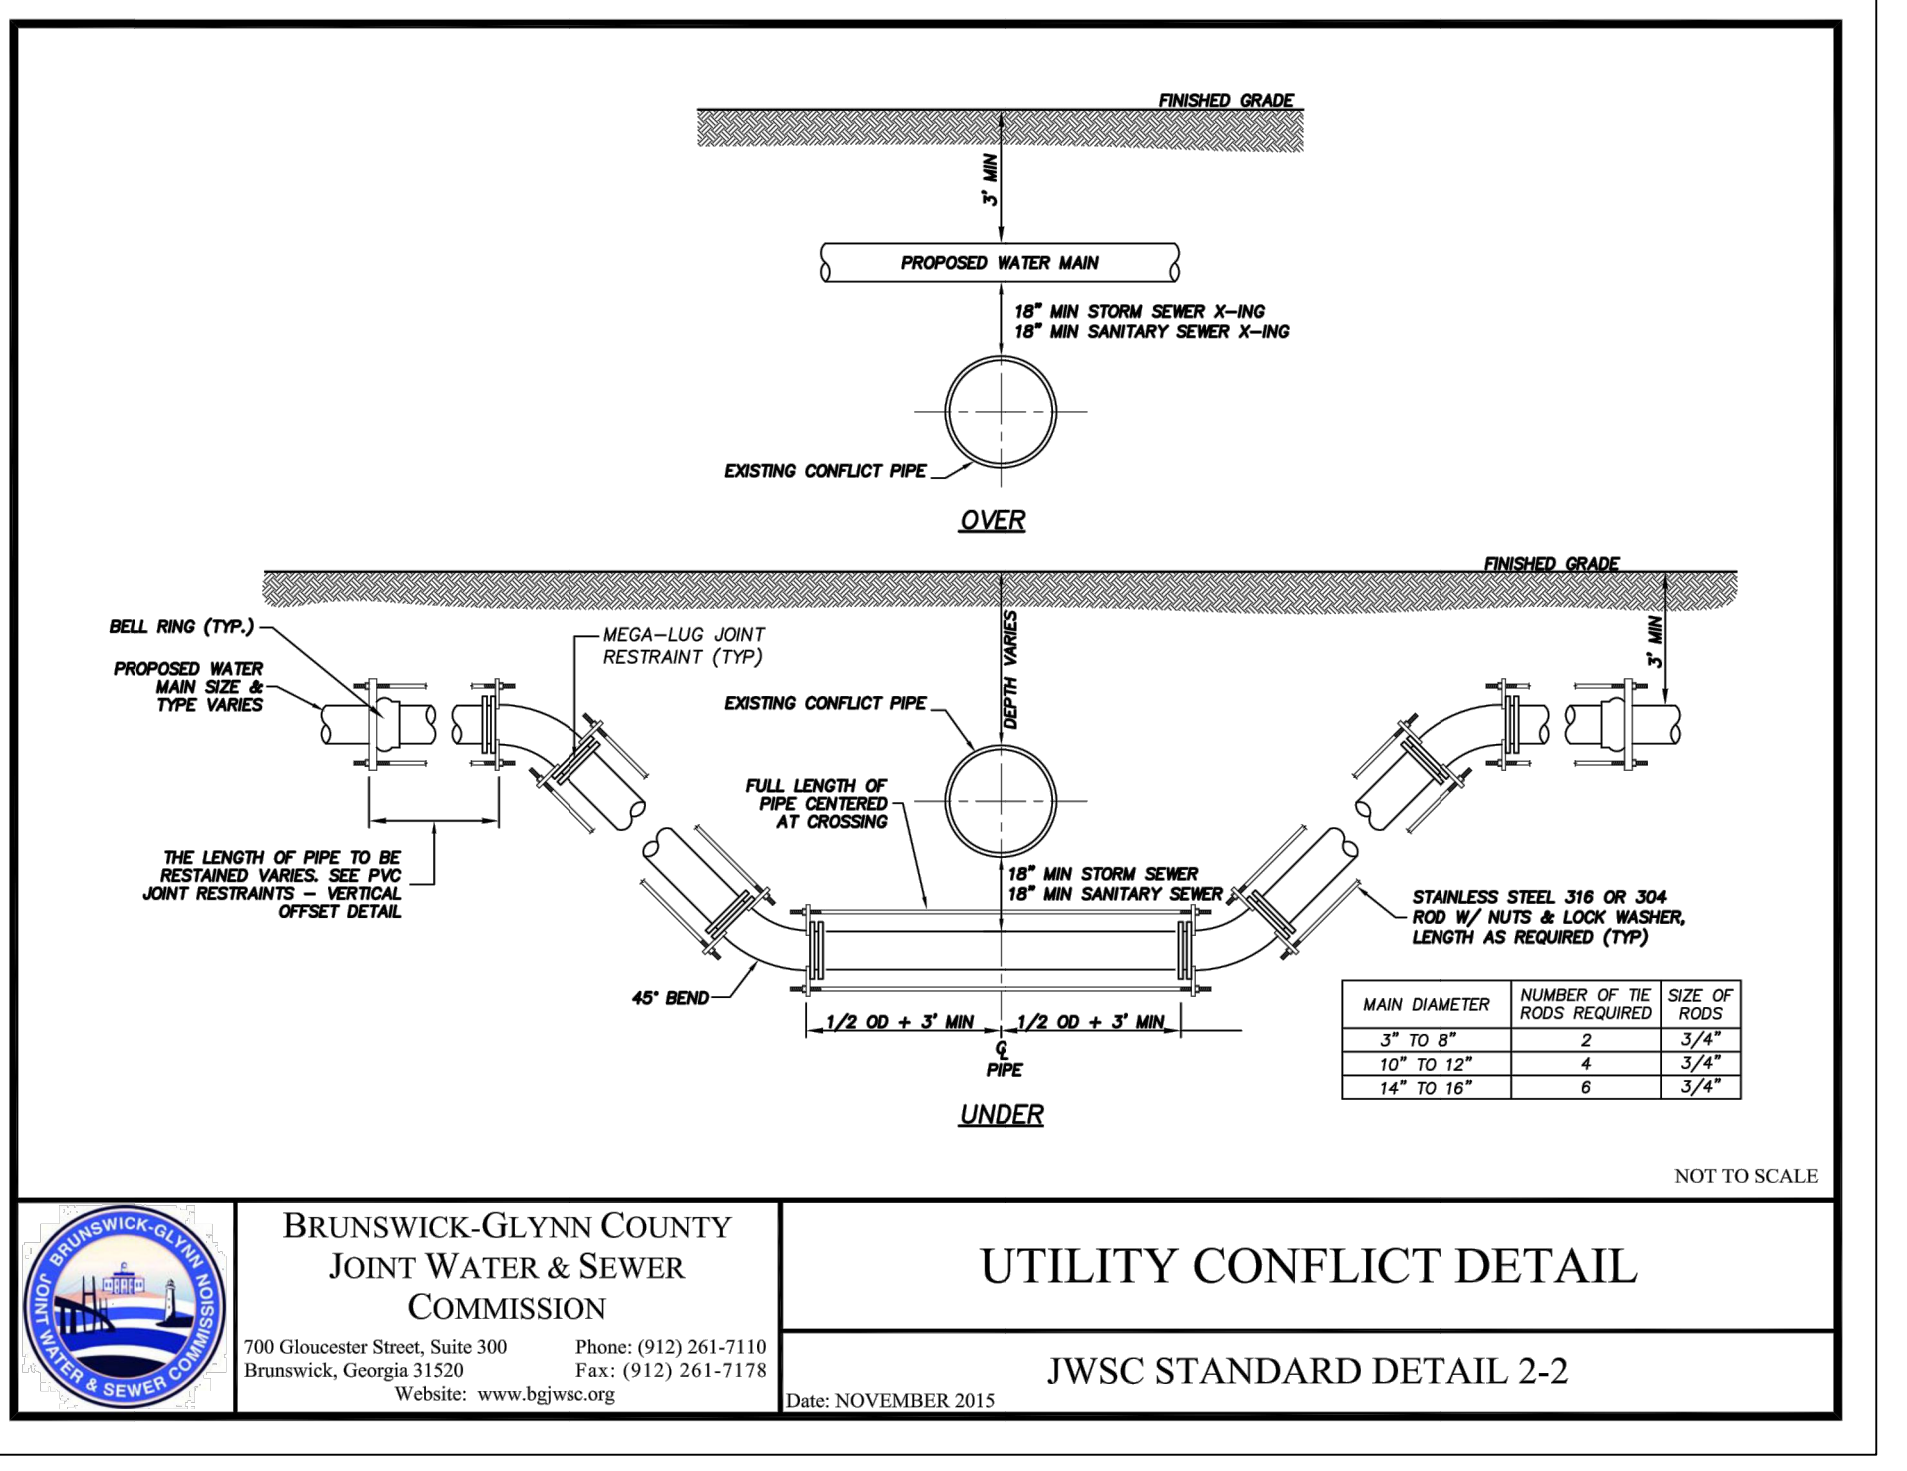 FINISHED GRADE
3' MIN
PROPOSED WATER MAIN
18" MIN STORM SEWER X-ING
18" MIN SANITARY SEWER X-ING
EXISTING CONFLICT PIPE
OVER
FINISHED GRADE
BELL RING (TYP.)
PROPOSED WATER
MAIN SIZE &
TYPE VARIES
MEGA-LUG JOINT
RESTRAINT (TYP)
DEPTH VARIES
3' MIN
EXISTING CONFLICT PIPE
FULL LENGTH OF
PIPE CENTERED
AT CROSSING
THE LENGTH OF PIPE TO BE
RESTAINED VARIES. SEE PVC
JOINT RESTRAINTS - VERTICAL
OFFSET DETAIL
18" MIN STORM SEWER
18" MIN SANITARY SEWER
STAINLESS STEEL 316 OR 304
ROD W/ NUTS & LOCK WASHER,
LENGTH AS REQUIRED (TYP)
45° BEND
1/2 OD + 3' MIN
1/2 OD + 3' MIN
℄
PIPE
UNDER
MAIN DIAMETER
NUMBER OF TIE
RODS REQUIRED
SIZE OF
RODS
3" TO 8" 2 3/4"
10" TO 12" 4 3/4"
14" TO 16" 6 3/4"
NOT TO SCALE
BRUNSWICK-GLYNN
JOINT WATER & SEWER COMMISSION
BRUNSWICK-GLYNN COUNTY
JOINT WATER & SEWER
COMMISSION
700 Gloucester Street, Suite 300 Phone: (912) 261-7110
Brunswick, Georgia 31520 Fax: (912) 261-7178
Website: www.bgjwsc.org
UTILITY CONFLICT DETAIL
JWSC STANDARD DETAIL 2-2
Date: NOVEMBER 2015